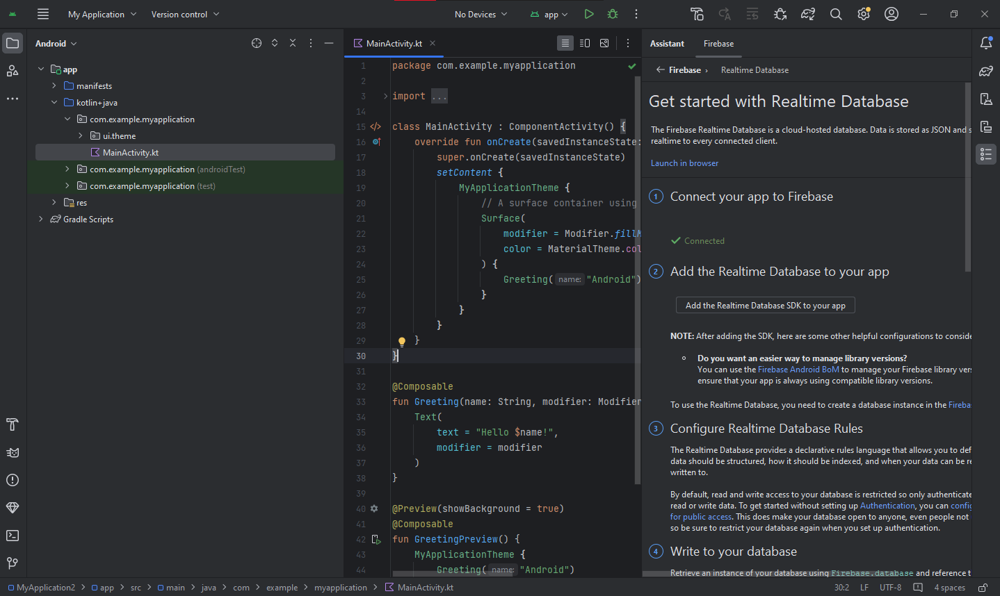 My Application
Version control
No Devices
app
Android
app
manifests
kotlin+java
com.example.myapplication
ui.theme
MainActivity.kt
com.example.myapplication (androidTest)
com.example.myapplication (test)
res
Gradle Scripts
MainActivity.kt
1 package com.example.myapplication
2
3 import ...
14
15 class MainActivity : ComponentActivity() {
16 override fun onCreate(savedInstanceState:
17 super.onCreate(savedInstanceState)
18 setContent {
19 MyApplicationTheme {
20 // A surface container using
21 Surface(
22 modifier = Modifier.fillM
23 color = MaterialTheme.col
24 ) {
25 Greeting( name: "Android")
26 }
27 }
28 }
29 }
30 }
31
32 @Composable
33 fun Greeting(name: String, modifier: Modifier
34 Text(
35 text = "Hello $name!",
36 modifier = modifier
37 )
38 }
39
40 @Preview(showBackground = true)
41 @Composable
42 fun GreetingPreview() {
43 MyApplicationTheme {
44 Greeting( name: "Android")
Assistant
Firebase
Firebase › Realtime Database
Get started with Realtime Database
The Firebase Realtime Database is a cloud-hosted database. Data is stored as JSON and s
realtime to every connected client.
Launch in browser
1 Connect your app to Firebase
Connected
2 Add the Realtime Database to your app
Add the Realtime Database SDK to your app
NOTE: After adding the SDK, here are some other helpful configurations to conside
Do you want an easier way to manage library versions?
You can use the Firebase Android BoM to manage your Firebase library vers
ensure that your app is always using compatible library versions.
To use the Realtime Database, you need to create a database instance in the Fireba
3 Configure Realtime Database Rules
The Realtime Database provides a declarative rules language that allows you to def
data should be structured, how it should be indexed, and when your data can be re
written to.
By default, read and write access to your database is restricted so only authenticate
read or write data. To get started without setting up Authentication, you can config
for public access. This does make your database open to anyone, even people not
so be sure to restrict your database again when you set up authentication.
4 Write to your database
Retrieve an instance of your database using Firebase.database and reference t
MyApplication2 > app > src > main > java > com > example > myapplication > MainActivity.kt
30:2 LF UTF-8 4 spaces